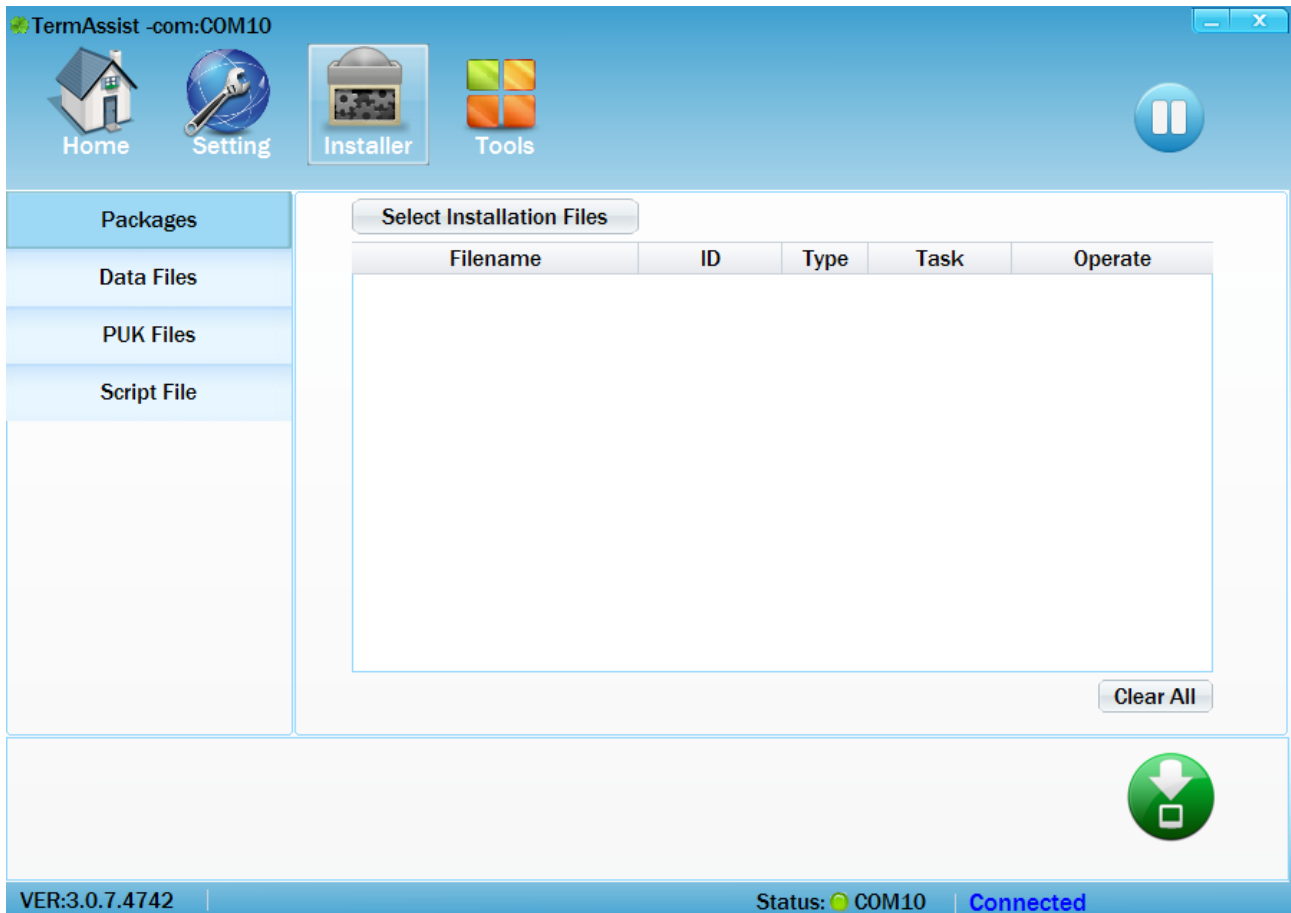 TermAssist -com:COM10
Home Setting Installer Tools
Packages
Data Files
PUK Files
Script File
Select Installation Files
Filename ID Type Task Operate
Clear All
VER:3.0.7.4742 Status: COM10 Connected